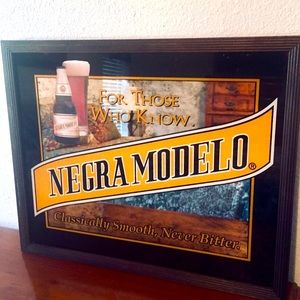 For Those
Who Know.
NEGRA MODELO®
Classically Smooth, Never Bitter.